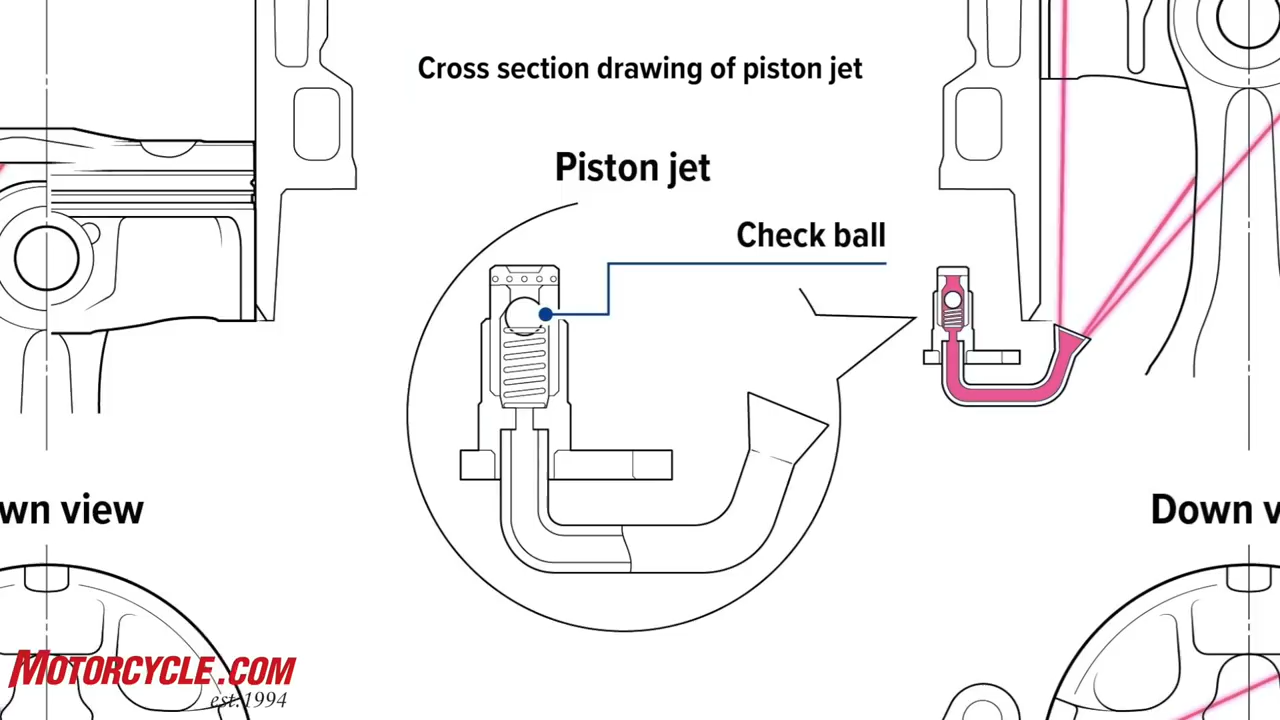 Cross section drawing of piston jet
Piston jet
Check ball
wn view
Down v
MOTORCYCLE.COM
est. 1994